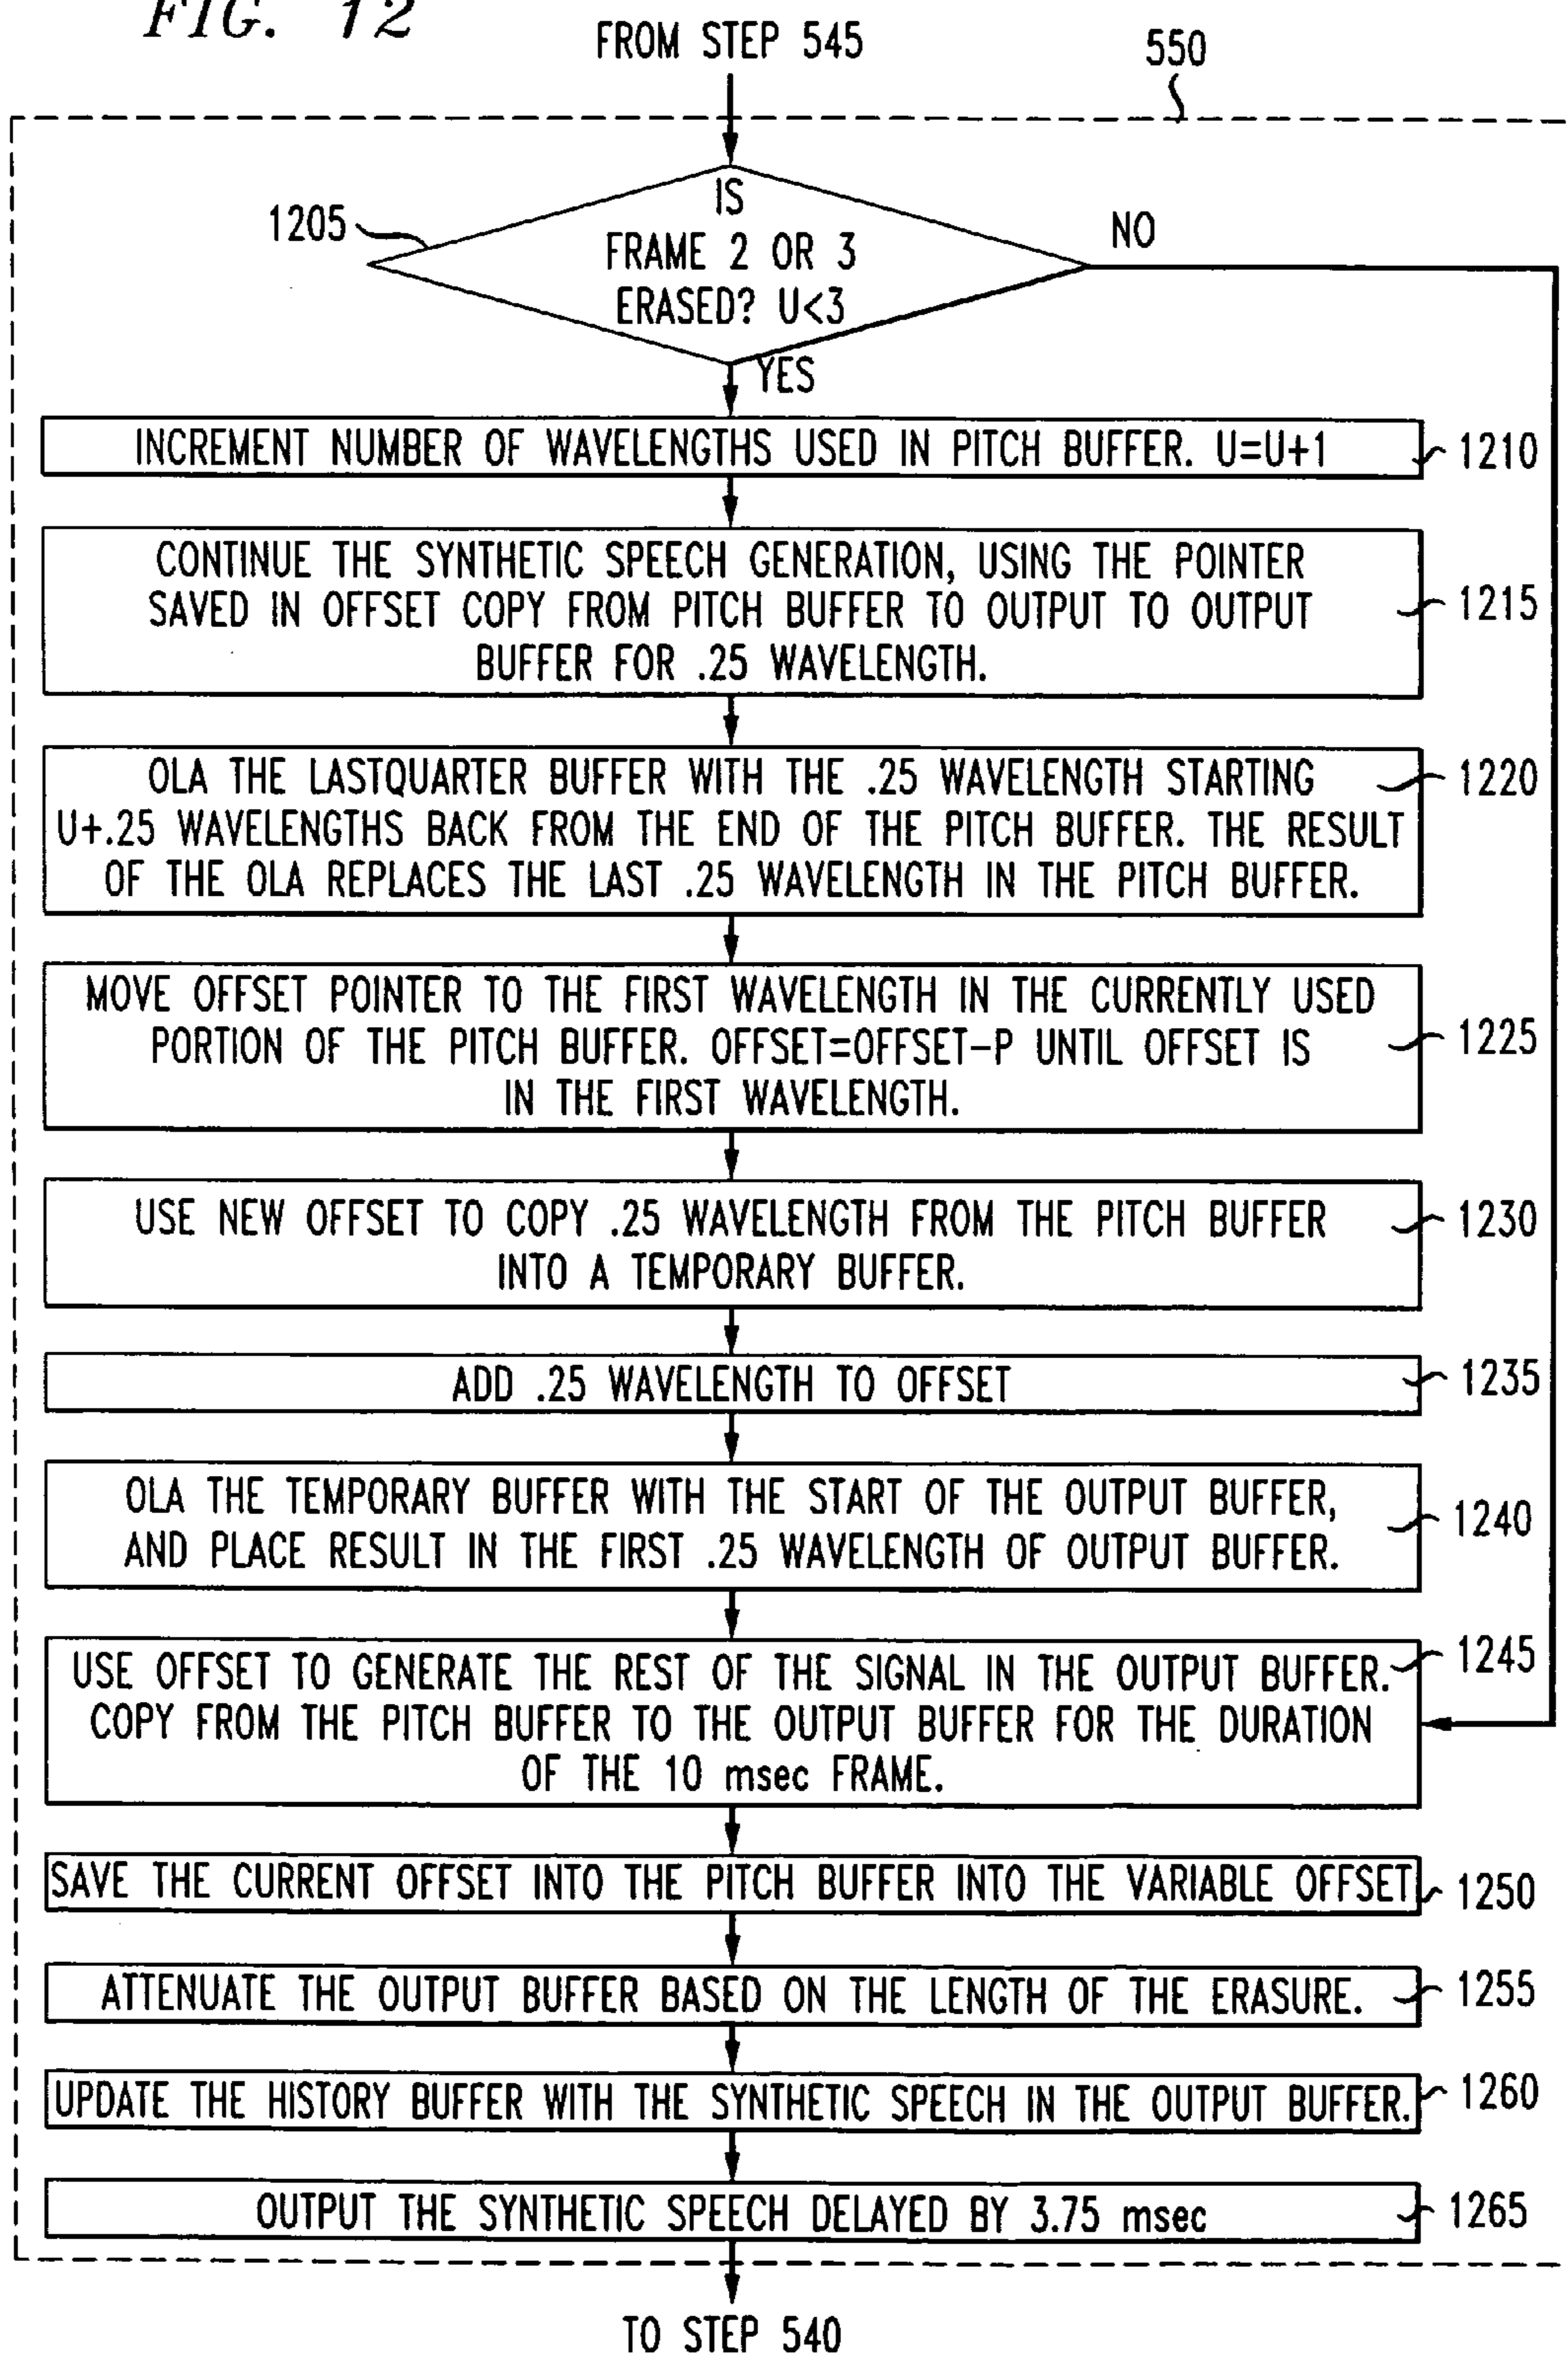 FIG. 12
FROM STEP 545
550
1205
IS
FRAME 2 OR 3
ERASED? U<3
NO
YES
INCREMENT NUMBER OF WAVELENGTHS USED IN PITCH BUFFER. U=U+1
1210
CONTINUE THE SYNTHETIC SPEECH GENERATION, USING THE POINTER
SAVED IN OFFSET COPY FROM PITCH BUFFER TO OUTPUT TO OUTPUT
BUFFER FOR .25 WAVELENGTH.
1215
OLA THE LASTQUARTER BUFFER WITH THE .25 WAVELENGTH STARTING
U+.25 WAVELENGTHS BACK FROM THE END OF THE PITCH BUFFER. THE RESULT
OF THE OLA REPLACES THE LAST .25 WAVELENGTH IN THE PITCH BUFFER.
1220
MOVE OFFSET POINTER TO THE FIRST WAVELENGTH IN THE CURRENTLY USED
PORTION OF THE PITCH BUFFER. OFFSET=OFFSET-P UNTIL OFFSET IS
IN THE FIRST WAVELENGTH.
1225
USE NEW OFFSET TO COPY .25 WAVELENGTH FROM THE PITCH BUFFER
INTO A TEMPORARY BUFFER.
1230
ADD .25 WAVELENGTH TO OFFSET
1235
OLA THE TEMPORARY BUFFER WITH THE START OF THE OUTPUT BUFFER,
AND PLACE RESULT IN THE FIRST .25 WAVELENGTH OF OUTPUT BUFFER.
1240
USE OFFSET TO GENERATE THE REST OF THE SIGNAL IN THE OUTPUT BUFFER.
COPY FROM THE PITCH BUFFER TO THE OUTPUT BUFFER FOR THE DURATION
OF THE 10 msec FRAME.
1245
SAVE THE CURRENT OFFSET INTO THE PITCH BUFFER INTO THE VARIABLE OFFSET
1250
ATTENUATE THE OUTPUT BUFFER BASED ON THE LENGTH OF THE ERASURE.
1255
UPDATE THE HISTORY BUFFER WITH THE SYNTHETIC SPEECH IN THE OUTPUT BUFFER.
1260
OUTPUT THE SYNTHETIC SPEECH DELAYED BY 3.75 msec
1265
TO STEP 540